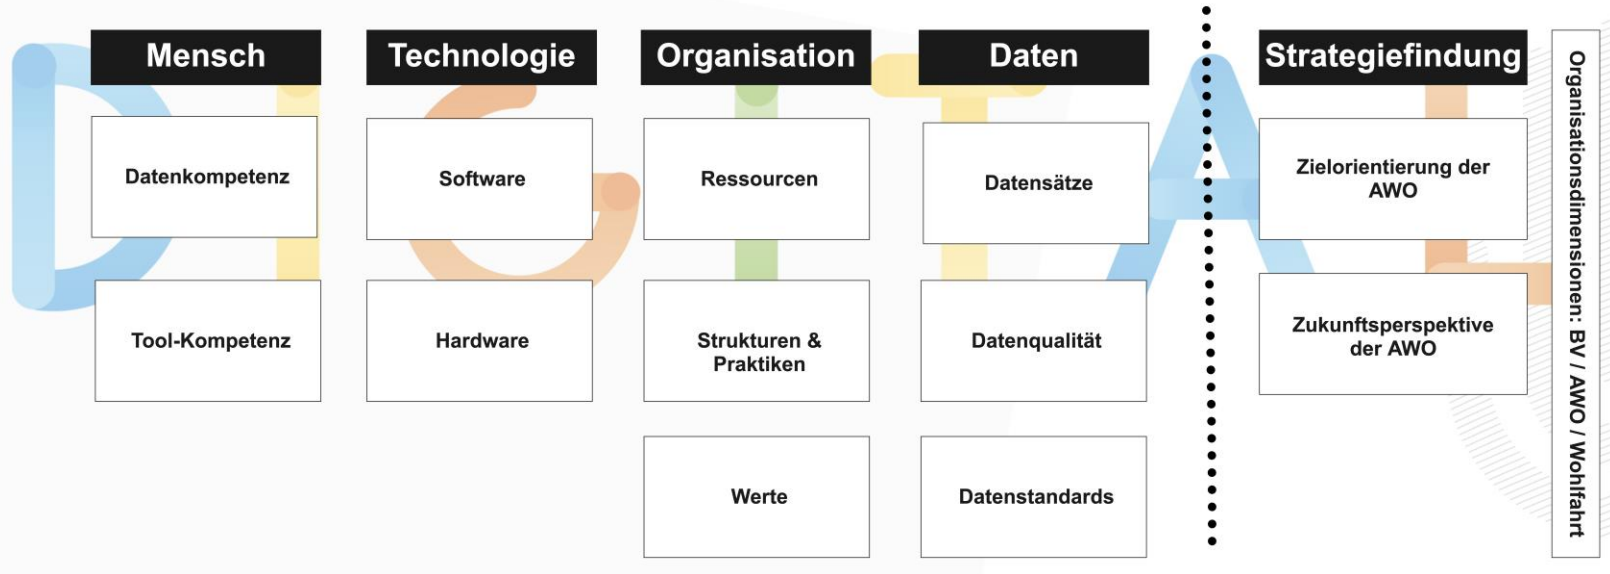 Mensch
Datenkompetenz
Tool-Kompetenz
Technologie
Software
Hardware
Organisation
Ressourcen
Strukturen &
Praktiken
Werte
Daten
Datensätze
Datenqualität
Datenstandards
Strategiefindung
Zielorientierung der
AWO
Zukunftsperspektive
der AWO
Organisationsdimensionen: BV / AWO / Wohlfahrt
DIGITAL